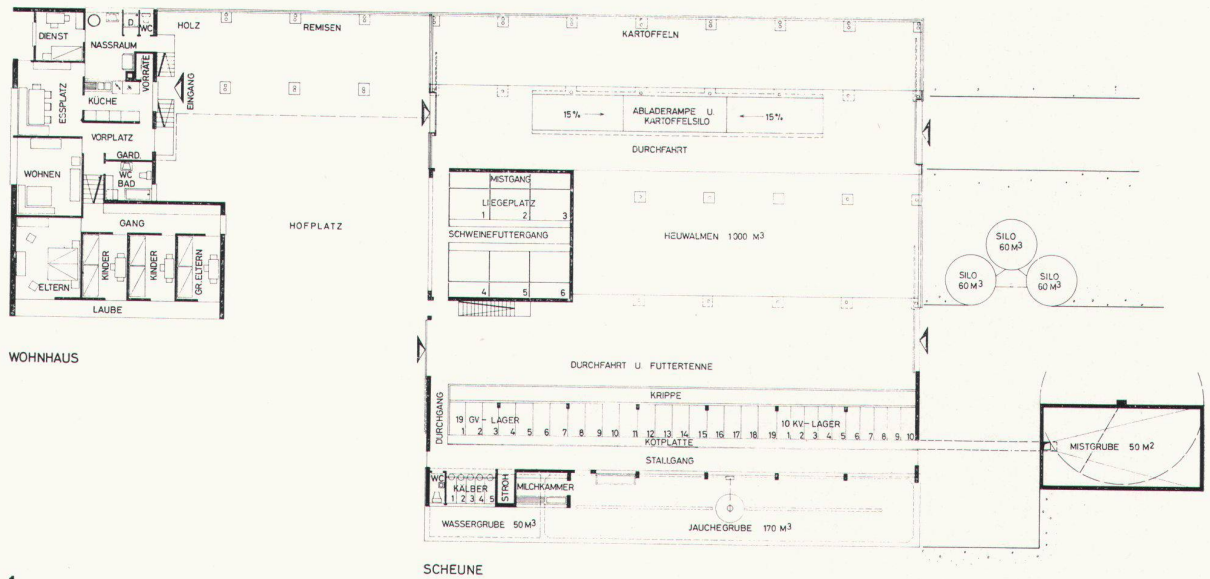 DIENST
NASSRAUM
D
WC
HOLZ
REMISEN
KARTOFFELN
VORRÄTE
EINGANG
ESSPLATZ
KÜCHE
VORPLATZ
GARD.
WC
BAD
WOHNEN
GANG
ELTERN
KINDER
KINDER
GR.ELTERN
LAUBE
HOFPLATZ
WOHNHAUS
15%
ABLADERAMPE U.
KARTOFFELSILO
15%
DURCHFAHRT
MISTGANG
LIEGEPLATZ
1 2 3
SCHWEINEFUTTERGANG
4 5 6
HEUWALMEN 1000 M³
SILO
60 M³
SILO
60 M³
SILO
60 M³
DURCHFAHRT U. FUTTERTENNE
KRIPPE
DURCHGANG
19 GV-LAGER
10 KV-LAGER
1 2 3 4 5 6 7 8 9 10 11 12 13 14 15 16 17 18 19 1 2 3 4 5 6 7 8 9 10
KOTPLATTE
STALLGANG
MISTGRUBE 50 M²
WC
KÄLBER
1 2 3 4 5
STROH
MILCHKAMMER
WASSERGRUBE 50 M³
JAUCHEGRUBE 170 M³
SCHEUNE